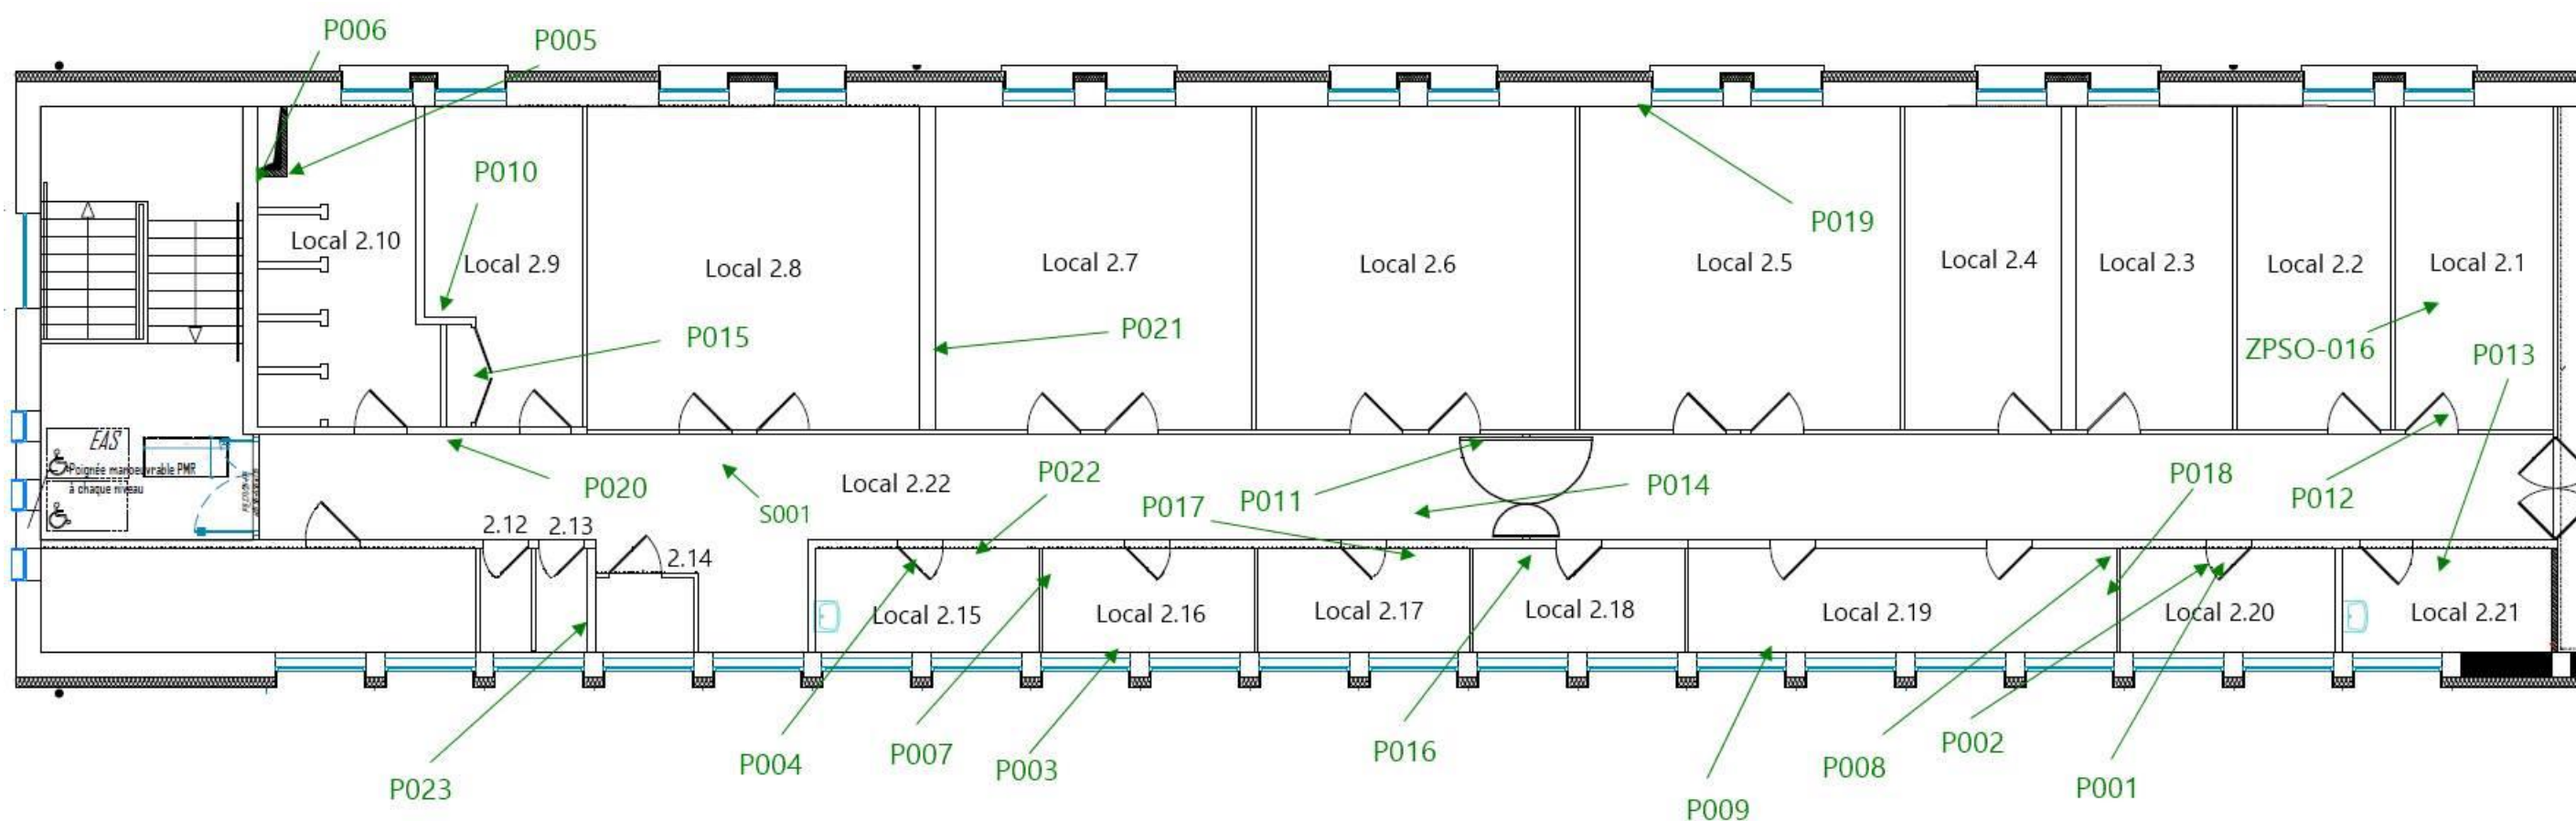 P006
P005
P010
P019
Local 2.10
Local 2.9
Local 2.8
Local 2.7
Local 2.6
Local 2.5
Local 2.4
Local 2.3
Local 2.2
Local 2.1
P015
P021
ZPSO-016
P013
EAS
Poignée manoeuvrable PMR
à chaque niveau
P020
S001
Local 2.22
P022
P017
P011
P014
P018
P012
2.12
2.13
2.14
Local 2.15
Local 2.16
Local 2.17
Local 2.18
Local 2.19
Local 2.20
Local 2.21
P023
P004
P007
P003
P016
P009
P008
P002
P001